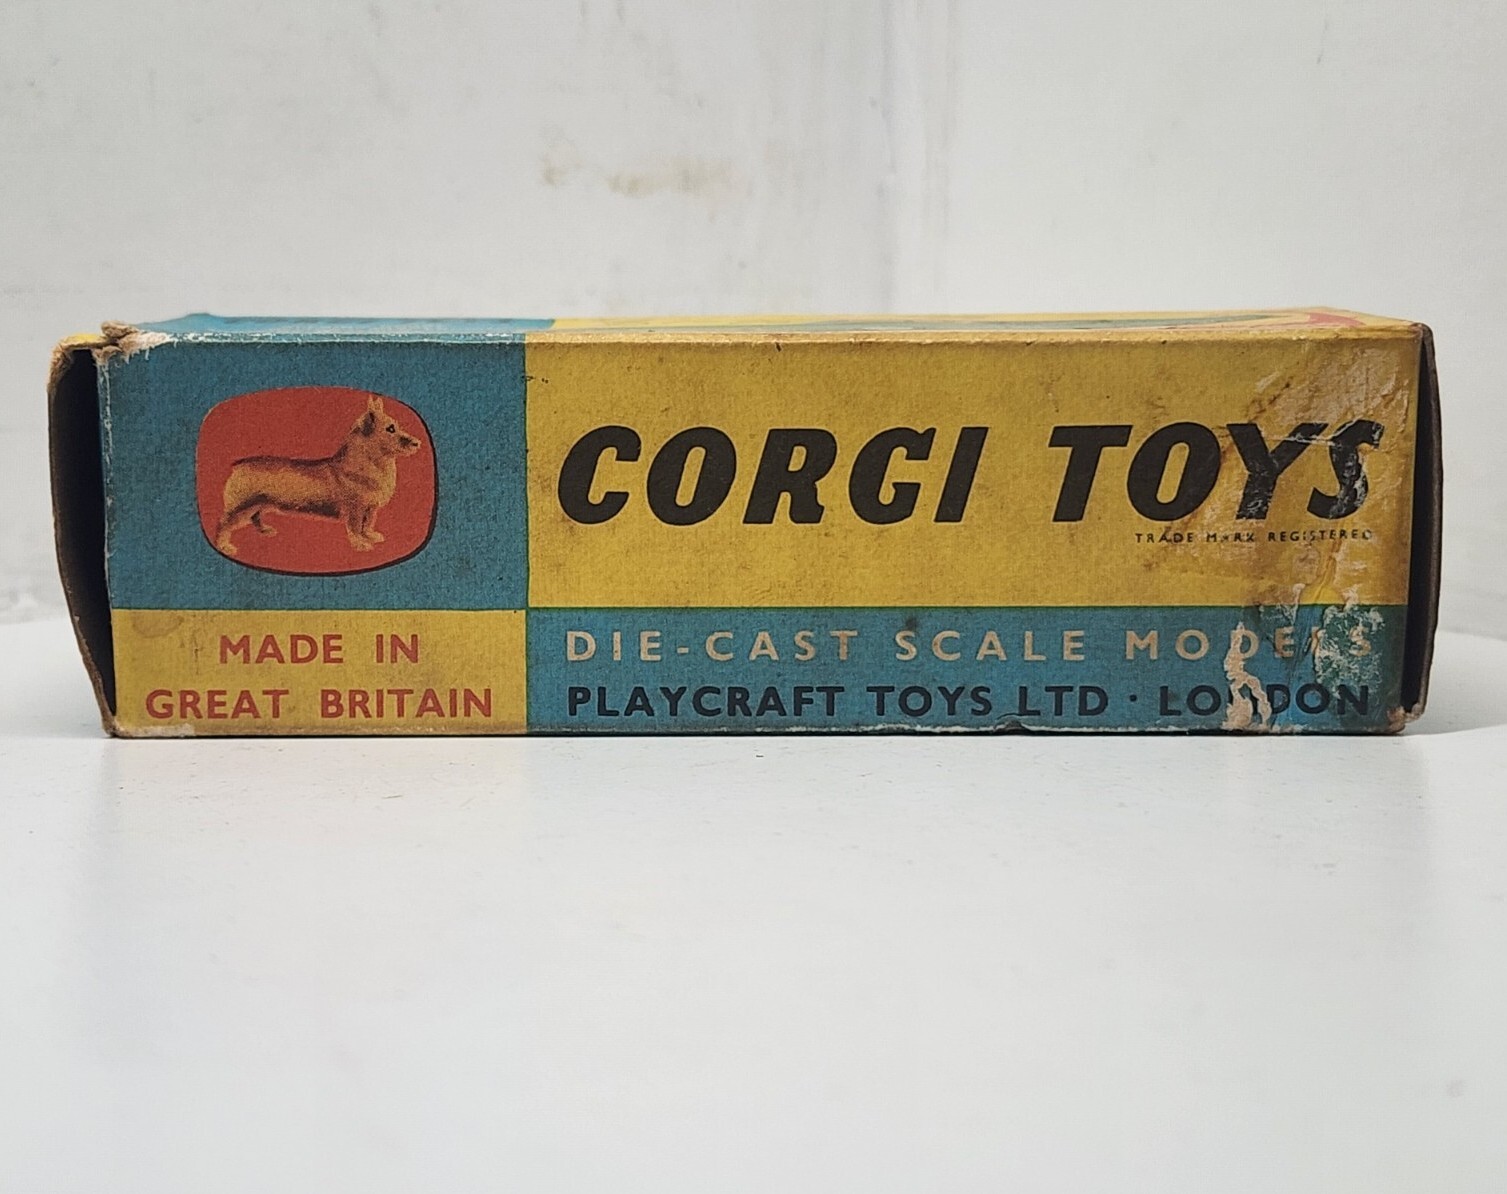 CORGI TOYS
TRADE MARK REGISTERED
MADE IN
GREAT BRITAIN
DIE-CAST SCALE MODELS
PLAYCRAFT TOYS LTD · LONDON